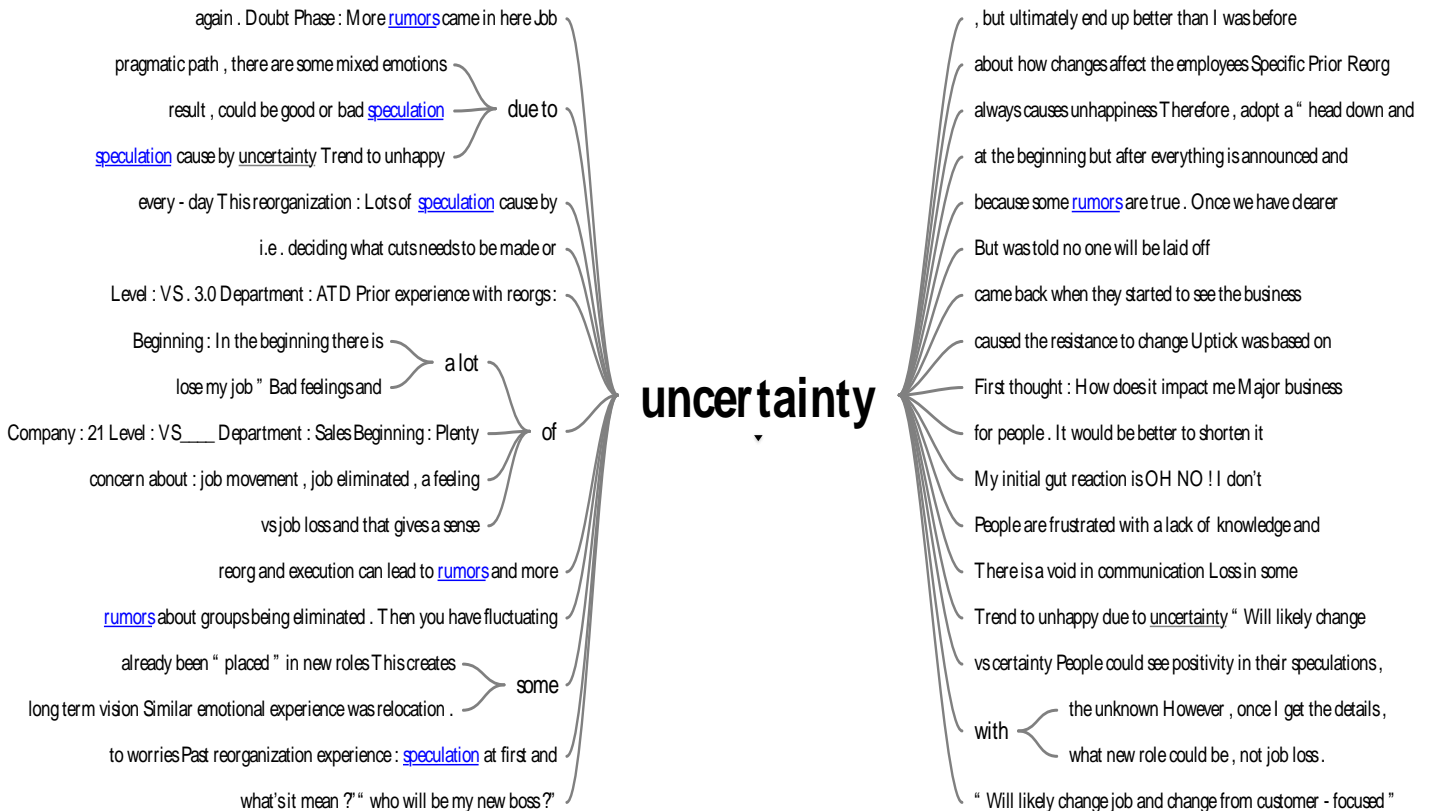 again . Doubt Phase : More rumors came in here Job
pragmatic path , there are some mixed emotions
result , could be good or bad speculation
speculation cause by uncertainty Trend to unhappy
due to
every - day This reorganization : Lots of speculation cause by
i.e . deciding what cuts needs to be made or
Level : VS . 3.0 Department : ATD Prior experience with reorgs :
Beginning : In the beginning there is
lose my job ” Bad feelings and
a lot
Company : 21 Level : VS____ Department : Sales Beginning : Plenty
concern about : job movement , job eliminated , a feeling
vs job loss and that gives a sense
of
reorg and execution can lead to rumors and more
rumors about groups being eliminated . Then you have fluctuating
already been “ placed ” in new roles This creates
long term vision Similar emotional experience was relocation .
some
to worries Past reorganization experience : speculation at first and
what's it mean ?” “ who will be my new boss ?”
uncertainty
, but ultimately end up better than I was before
about how changes affect the employees Specific Prior Reorg
always causes unhappiness Therefore , adopt a “ head down and
at the beginning but after everything is announced and
because some rumors are true . Once we have clearer
But was told no one will be laid off
came back when they started to see the business
caused the resistance to change Uptick was based on
First thought : How does it impact me Major business
for people . It would be better to shorten it
My initial gut reaction is OH NO ! I don’t
People are frustrated with a lack of knowledge and
There is a void in communication Loss in some
Trend to unhappy due to uncertainty “ Will likely change
vs certainty People could see positivity in their speculations ,
with
the unknown However , once I get the details ,
what new role could be , not job loss .
“ Will likely change job and change from customer - focused ”